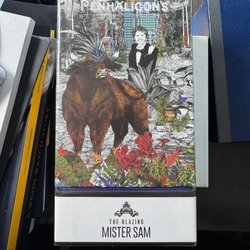 PENHALIGON'S
THE BLAZING
MISTER SAM